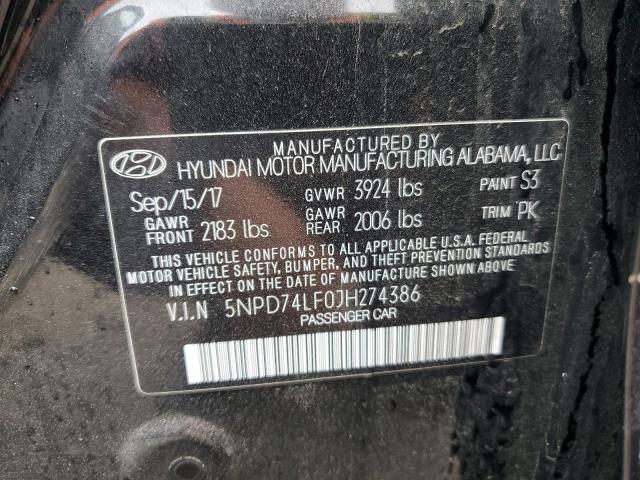 MANUFACTURED BY
HYUNDAI MOTOR MANUFACTURING ALABAMA, LLC
Sep/15/17 GVWR 3924 lbs PAINT S3
GAWR FRONT 2183 lbs. GAWR REAR 2006 lbs TRIM PK
THIS VEHICLE CONFORMS TO ALL APPLICABLE U.S.A. FEDERAL
MOTOR VEHICLE SAFETY, BUMPER, AND THEFT PREVENTION STANDARDS
IN EFFECT ON THE DATE OF MANUFACTURE SHOWN ABOVE.
V.I.N 5NPD74LF0JH274386
PASSENGER CAR